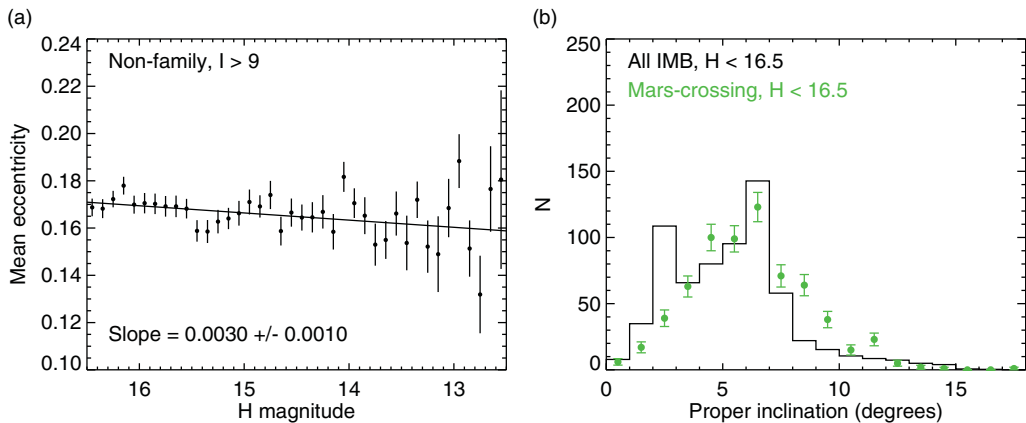 (a)
0.24
0.22
0.20
0.18
0.16
0.14
0.12
0.10
Mean eccentricity
Non-family, I > 9
Slope = 0.0030 +/- 0.0010
16
15
14
13
H magnitude
(b)
250
200
150
100
50
0
N
All IMB, H < 16.5
Mars-crossing, H < 16.5
0
5
10
15
Proper inclination (degrees)